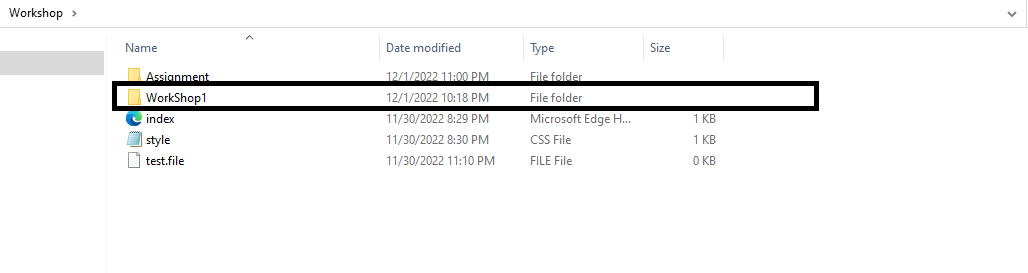 Workshop >
Name Date modified Type Size
Assignment 12/1/2022 11:00 PM File folder
WorkShop1 12/1/2022 10:18 PM File folder
index 11/30/2022 8:29 PM Microsoft Edge H... 1 KB
style 11/30/2022 8:30 PM CSS File 1 KB
test.file 11/30/2022 11:10 PM FILE File 0 KB